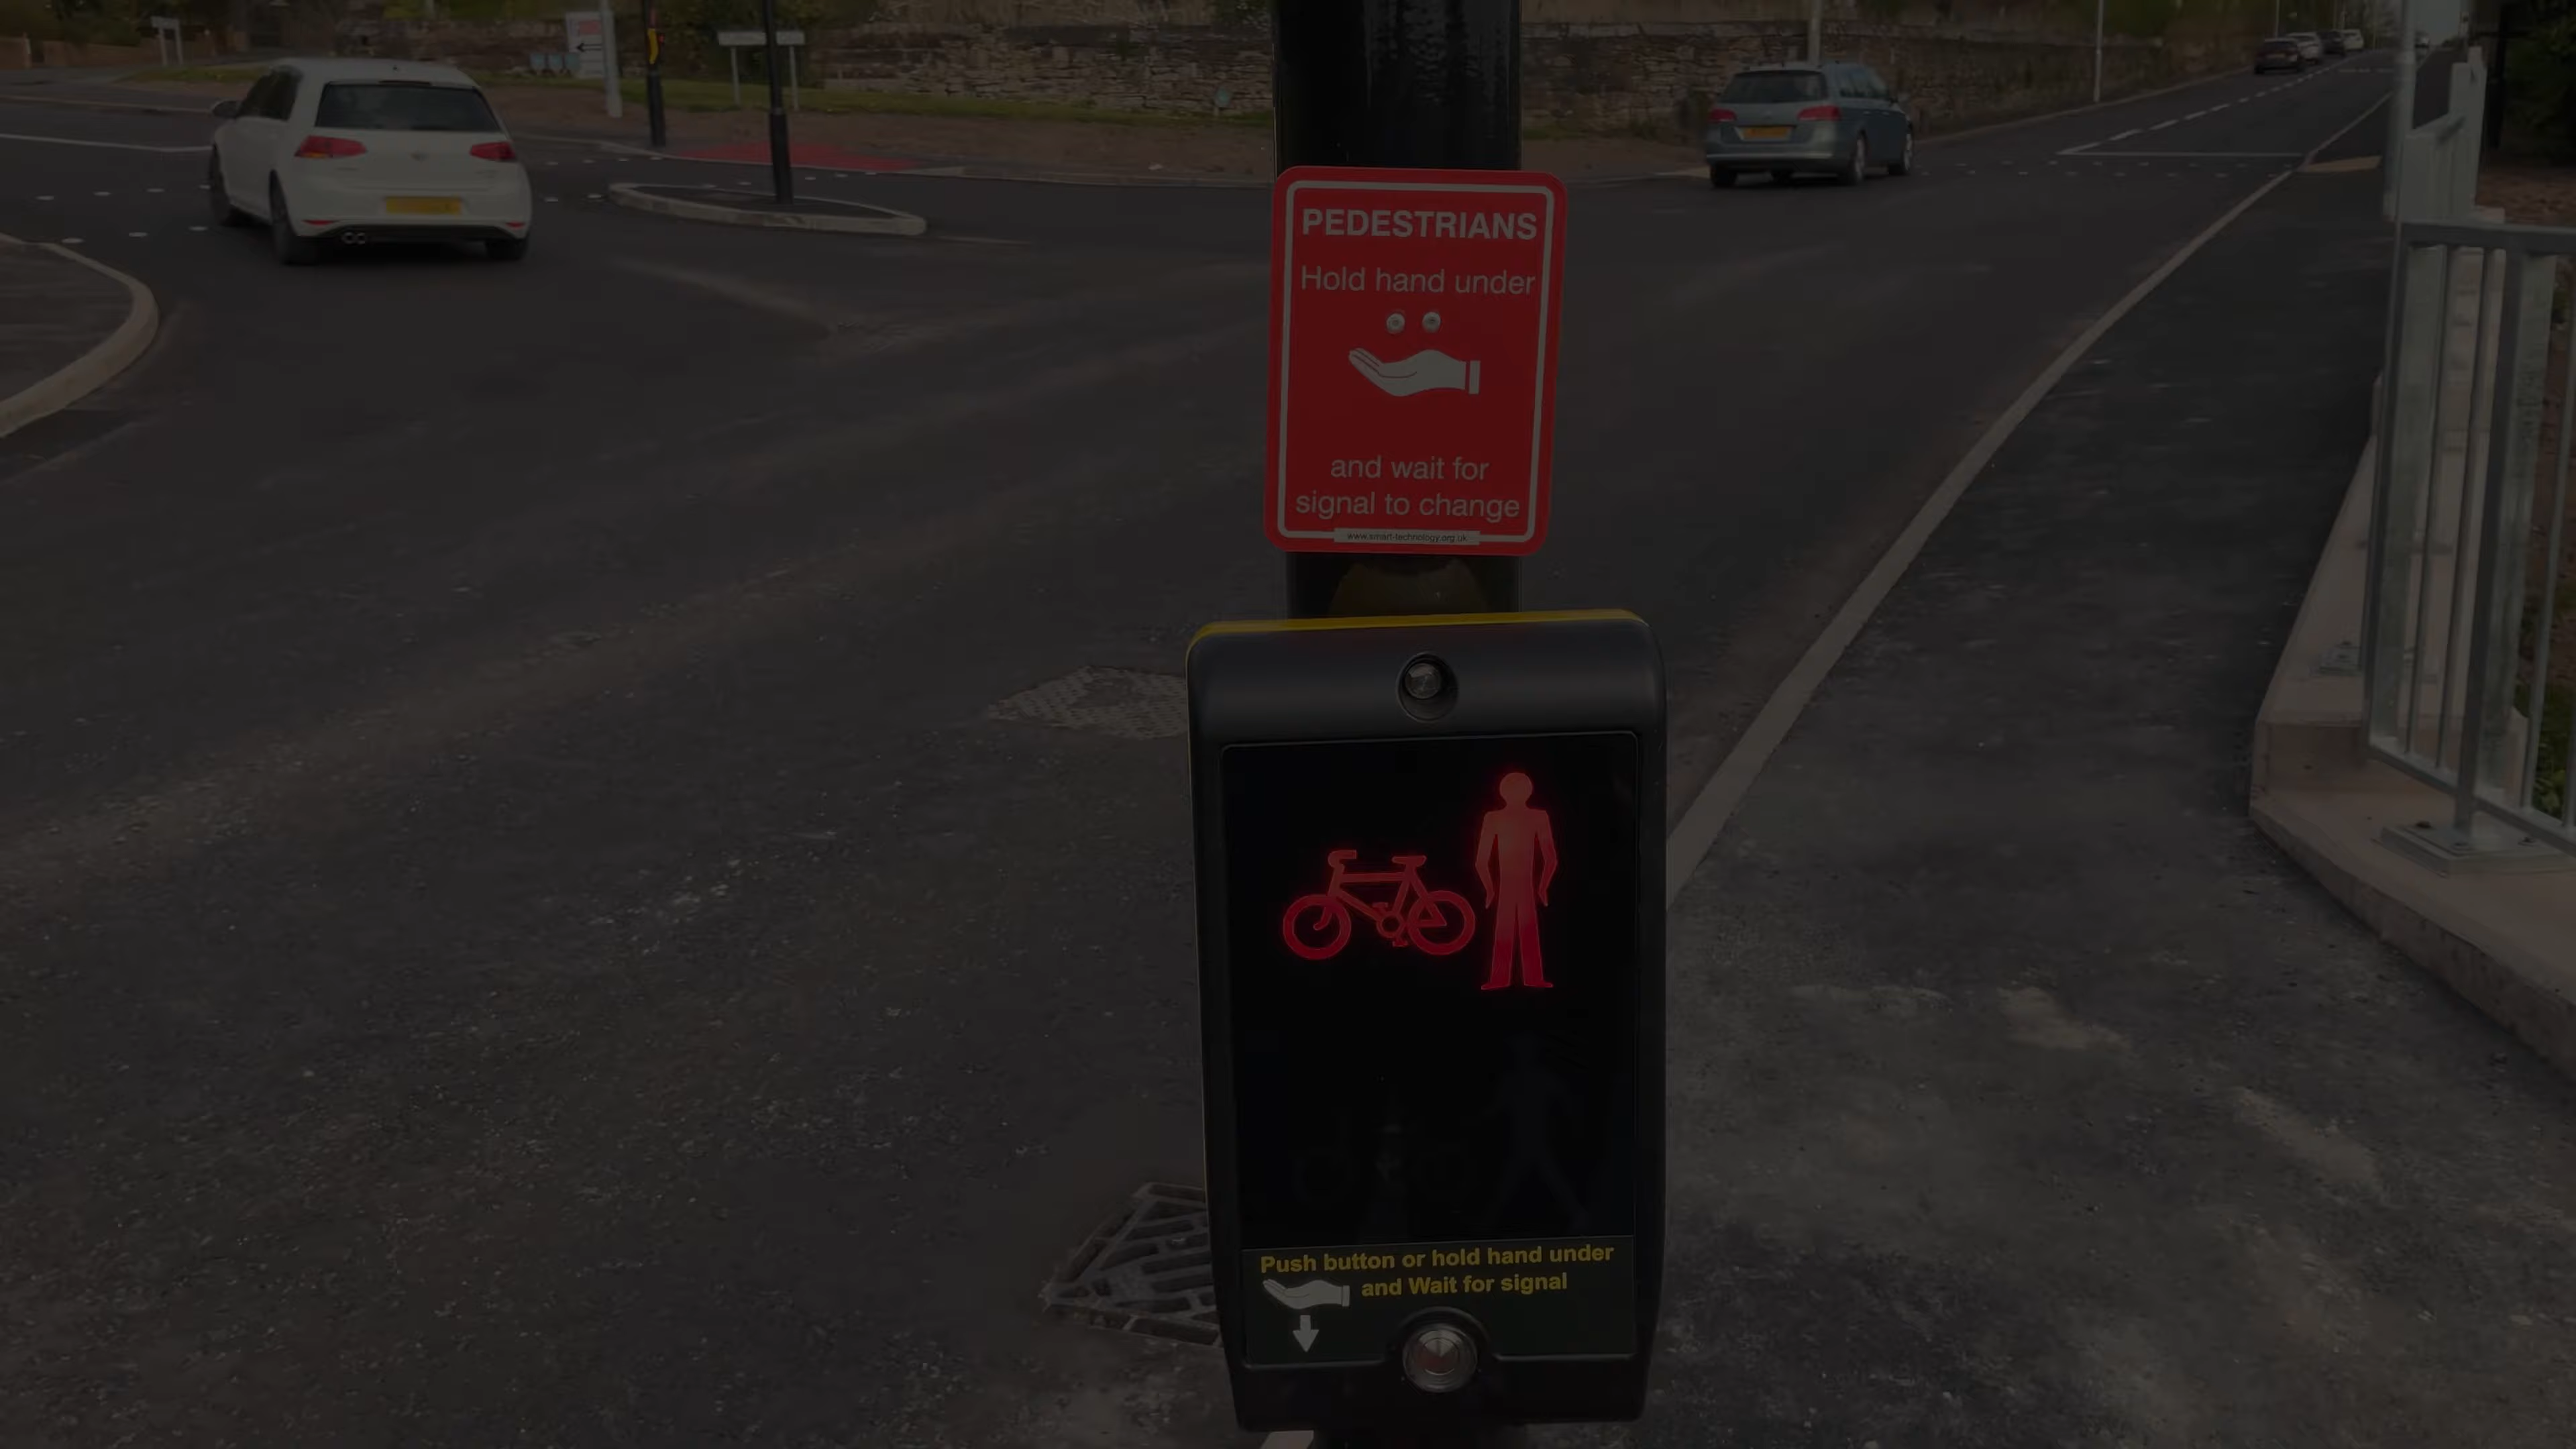 PEDESTRIANS
Hold hand under
and wait for
signal to change
www.smart-technology.org.uk
Push button or hold hand under
and Wait for signal